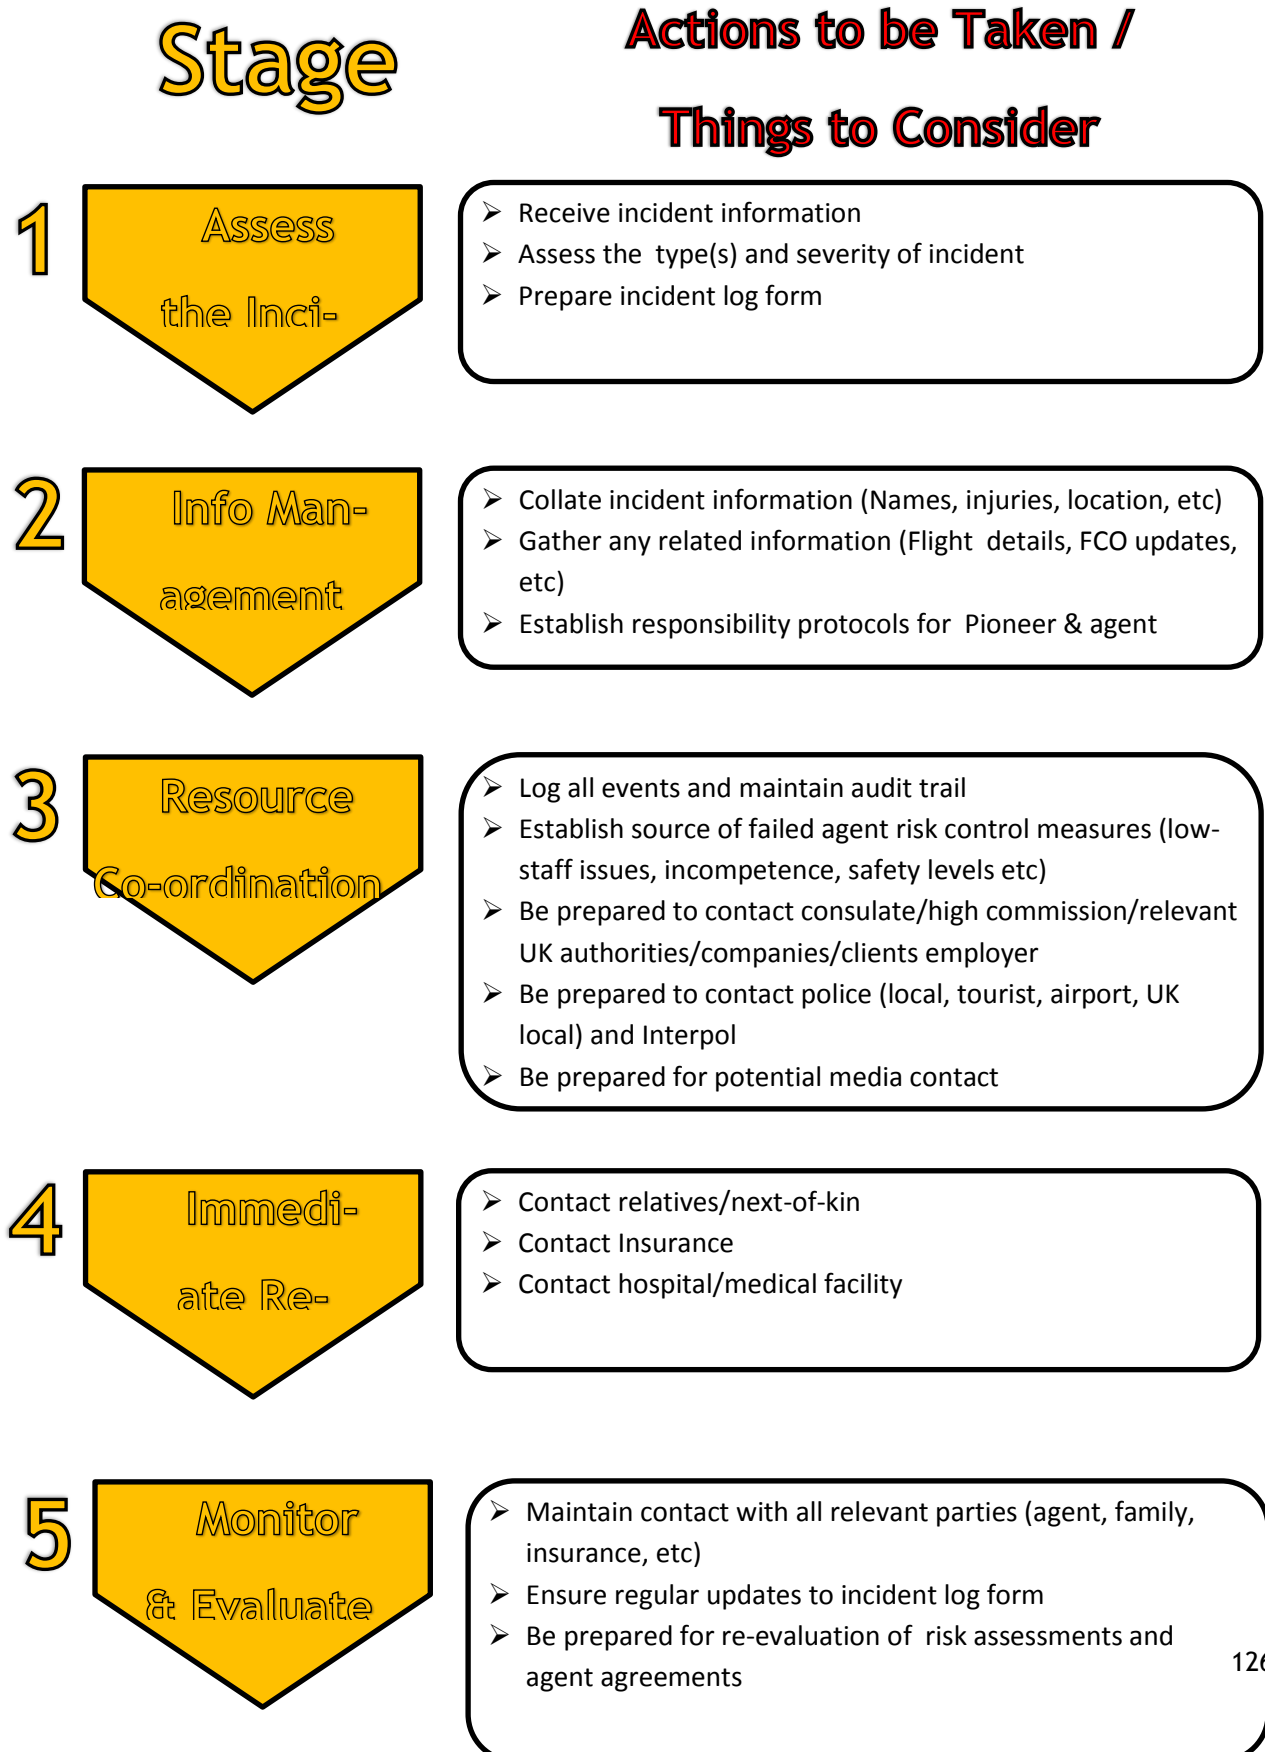 Stage
Actions to be Taken /
Things to Consider
1
Assess
the Inci-
➢ Receive incident information
➢ Assess the type(s) and severity of incident
➢ Prepare incident log form
2
Info Man-
agement
➢ Collate incident information (Names, injuries, location, etc)
➢ Gather any related information (Flight details, FCO updates,
etc)
➢ Establish responsibility protocols for Pioneer & agent
3
Resource
Co-ordination
➢ Log all events and maintain audit trail
➢ Establish source of failed agent risk control measures (low-
staff issues, incompetence, safety levels etc)
➢ Be prepared to contact consulate/high commission/relevant
UK authorities/companies/clients employer
➢ Be prepared to contact police (local, tourist, airport, UK
local) and Interpol
➢ Be prepared for potential media contact
4
Immedi-
ate Re-
➢ Contact relatives/next-of-kin
➢ Contact Insurance
➢ Contact hospital/medical facility
5
Monitor
& Evaluate
➢ Maintain contact with all relevant parties (agent, family,
insurance, etc)
➢ Ensure regular updates to incident log form
➢ Be prepared for re-evaluation of risk assessments and
agent agreements
126